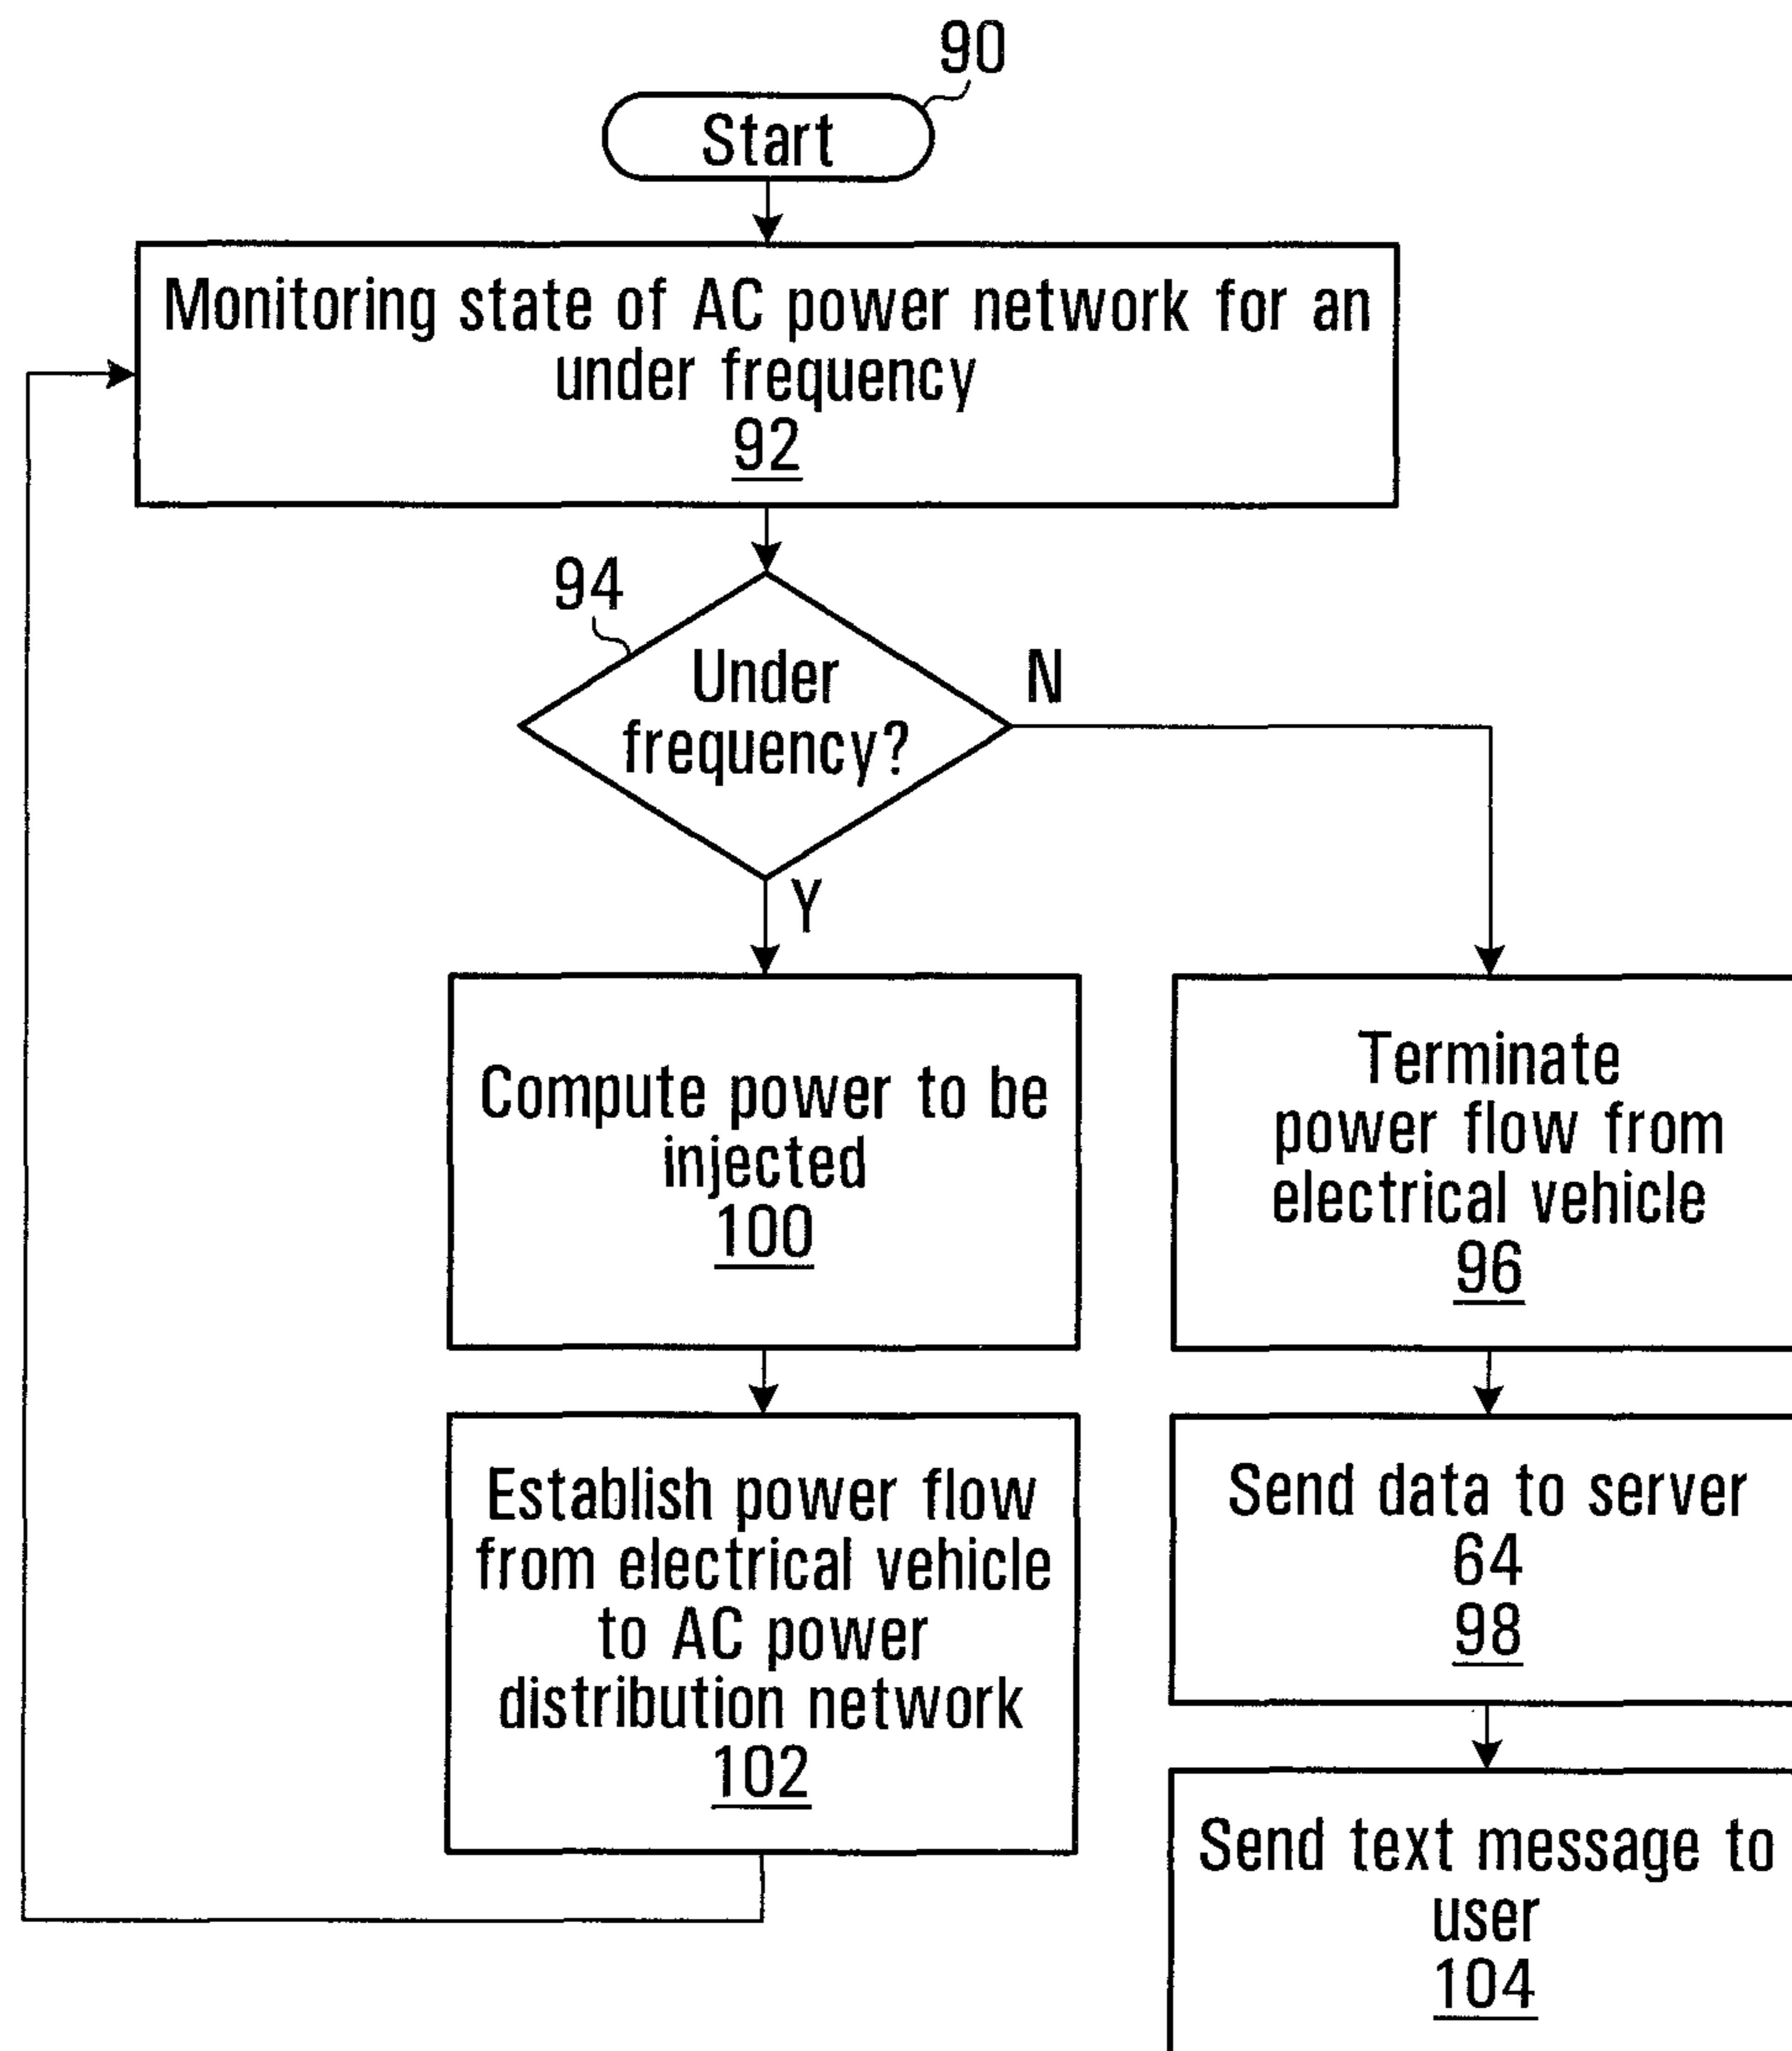 90
Start
Monitoring state of AC power network for an
under frequency
92
94
Under
frequency?
N
Y
Compute power to be
injected
100
Terminate
power flow from
electrical vehicle
96
Establish power flow
from electrical vehicle
to AC power
distribution network
102
Send data to server
64
98
Send text message to
user
104